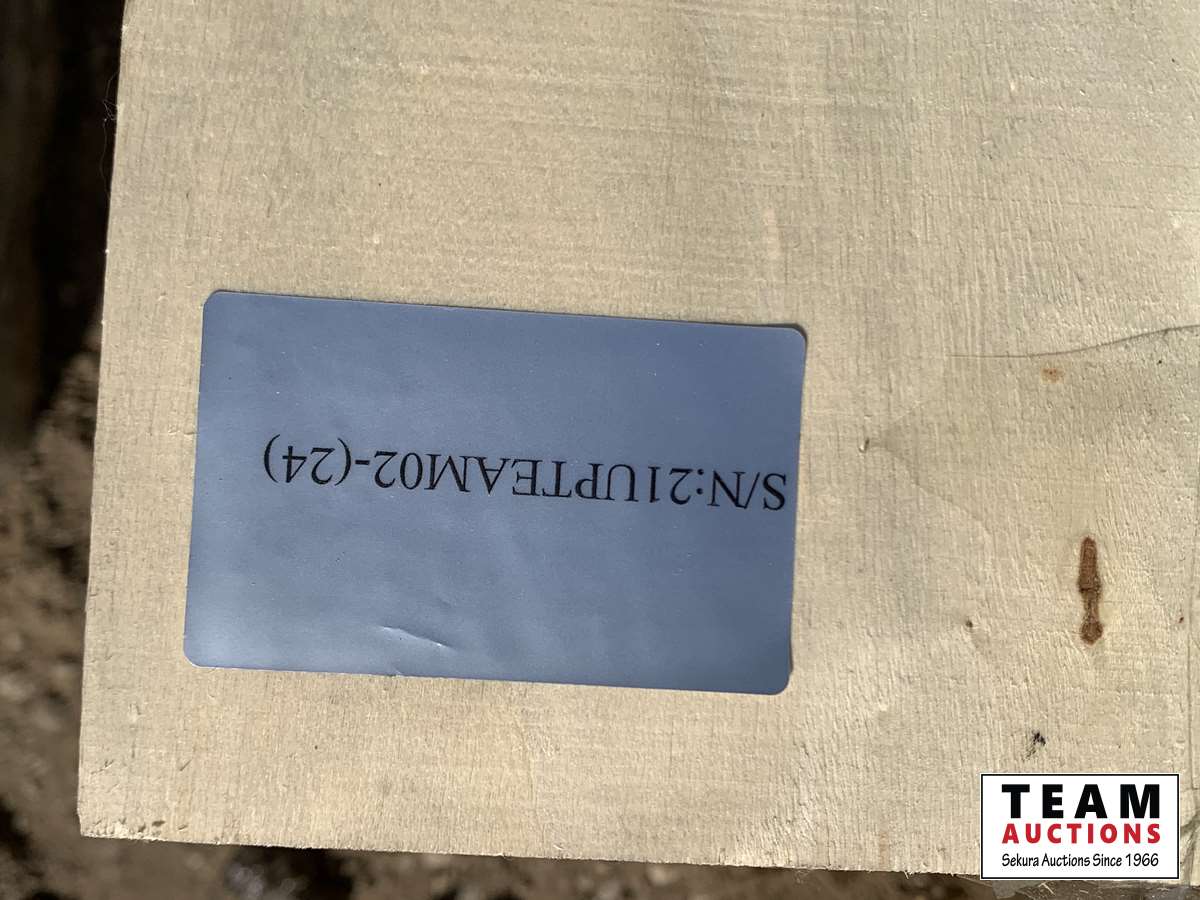 S/N:21UPTEAM02-(24)
TEAM
AUCTIONS
Sekura Auctions Since 1966